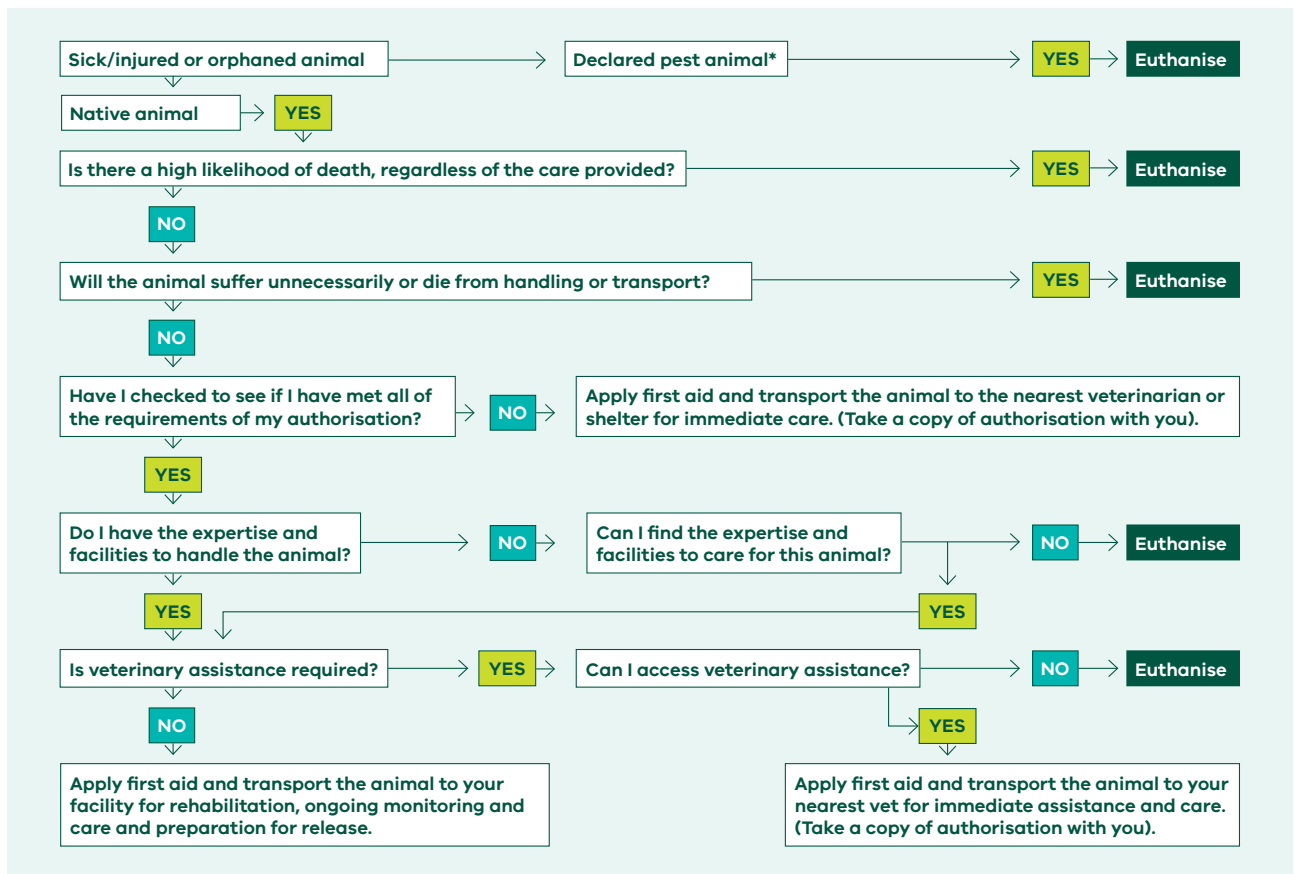 Sick/injured or orphaned animal
Declared pest animal*
YES
Euthanise
Native animal
YES
Is there a high likelihood of death, regardless of the care provided?
YES
Euthanise
NO
Will the animal suffer unnecessarily or die from handling or transport?
YES
Euthanise
NO
Have I checked to see if I have met all of
the requirements of my authorisation?
NO
Apply first aid and transport the animal to the nearest veterinarian or
shelter for immediate care. (Take a copy of authorisation with you).
YES
Do I have the expertise and
facilities to handle the animal?
NO
Can I find the expertise and
facilities to care for this animal?
NO
Euthanise
YES
YES
Is veterinary assistance required?
YES
Can I access veterinary assistance?
NO
Euthanise
NO
YES
Apply first aid and transport the animal to your
facility for rehabilitation, ongoing monitoring and
care and preparation for release.
Apply first aid and transport the animal to your
nearest vet for immediate assistance and care.
(Take a copy of authorisation with you).